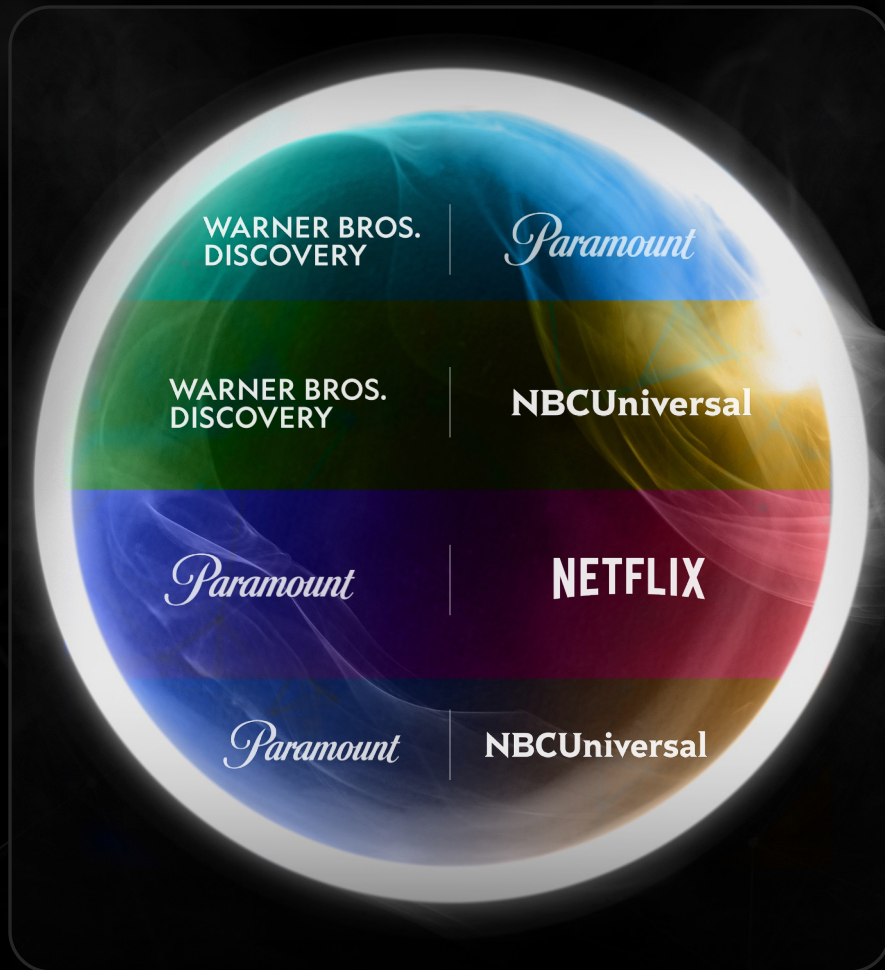 WARNER BROS.
DISCOVERY
Paramount
WARNER BROS.
DISCOVERY
NBCUniversal
Paramount
NETFLIX
Paramount
NBCUniversal